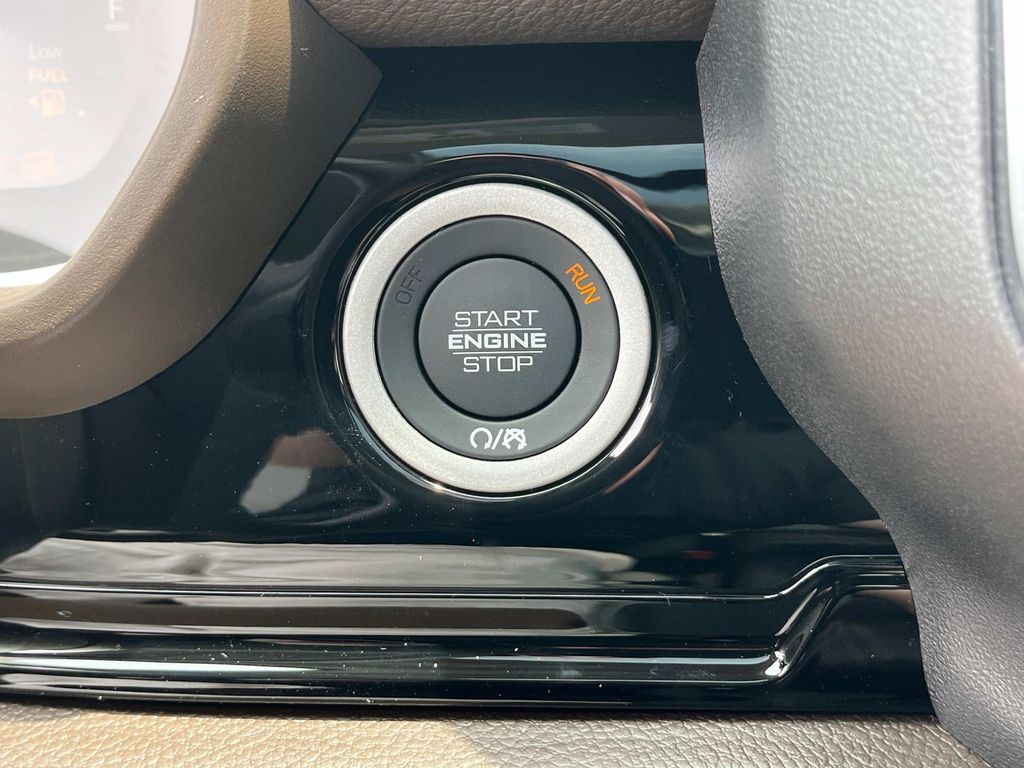 F
LOW
FUEL
OFF
RUN
START
ENGINE
STOP